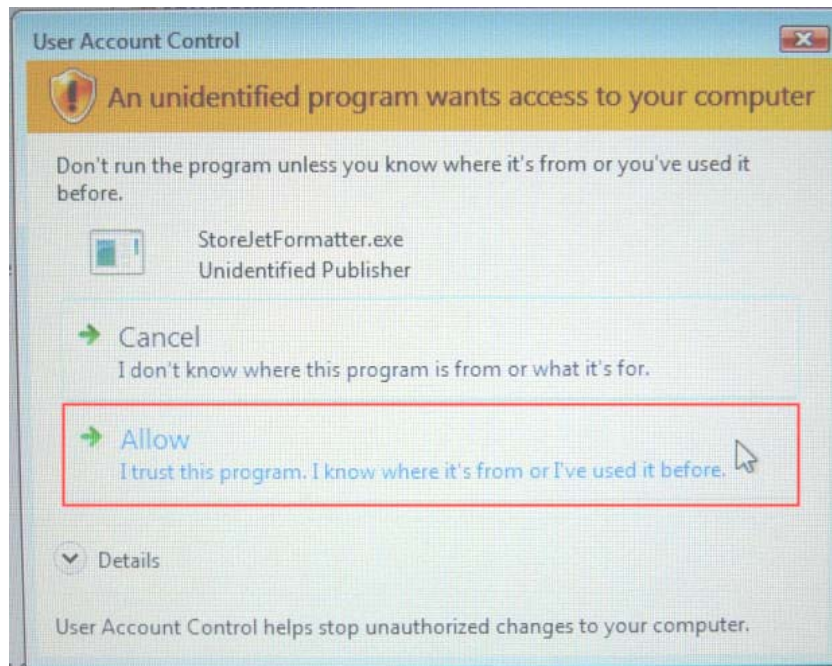 User Account Control
An unidentified program wants access to your computer
Don't run the program unless you know where it's from or you've used it
before.
StoreJetFormatter.exe
Unidentified Publisher
Cancel
I don't know where this program is from or what it's for.
Allow
I trust this program. I know where it's from or I've used it before.
Details
User Account Control helps stop unauthorized changes to your computer.